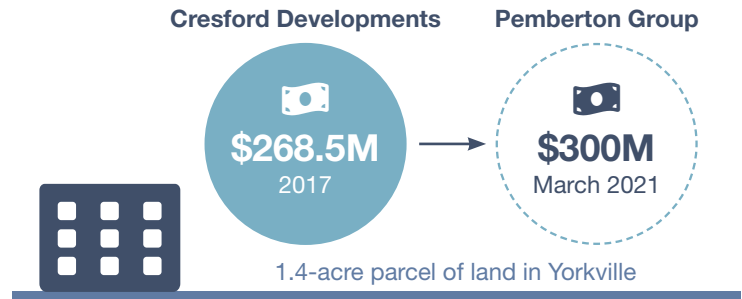 Cresford Developments
Pemberton Group
$268.5M
2017
$300M
March 2021
1.4-acre parcel of land in Yorkville